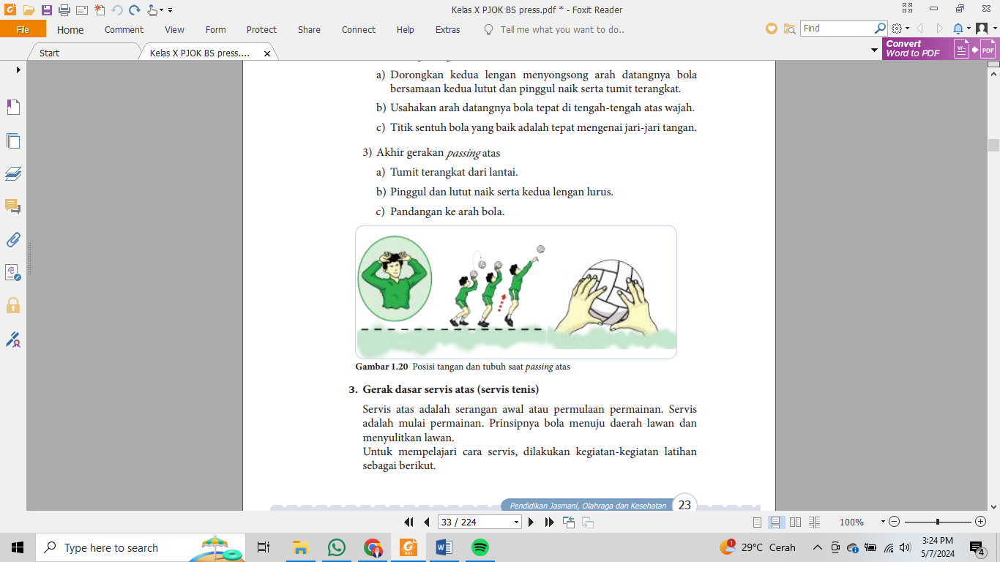 Kelas X PJOK BS press.pdf * - Foxit Reader
File Home Comment View Form Protect Share Connect Help Extras Tell me what you want to do.. Find
Start Kelas X PJOK BS press.... Convert Word to PDF
a) Dorongkan kedua lengan menyongsong arah datangnya bola
bersamaan kedua lutut dan pinggul naik serta tumit terangkat.
b) Usahakan arah datangnya bola tepat di tengah-tengah atas wajah.
c) Titik sentuh bola yang baik adalah tepat mengenai jari-jari tangan.
3) Akhir gerakan passing atas
a) Tumit terangkat dari lantai.
b) Pinggul dan lutut naik serta kedua lengan lurus.
c) Pandangan ke arah bola.
Gambar 1.20 Posisi tangan dan tubuh saat passing atas
3. Gerak dasar servis atas (servis tenis)
Servis atas adalah serangan awal atau permulaan permainan. Servis
adalah mulai permainan. Prinsipnya bola menuju daerah lawan dan
menyulitkan lawan.
Untuk mempelajari cara servis, dilakukan kegiatan-kegiatan latihan
sebagai berikut.
Pendidikan Jasmani, Olahraga dan Kesehatan 23
33 / 224 100%
Type here to search 29°C Cerah 3:24 PM
5/7/2024